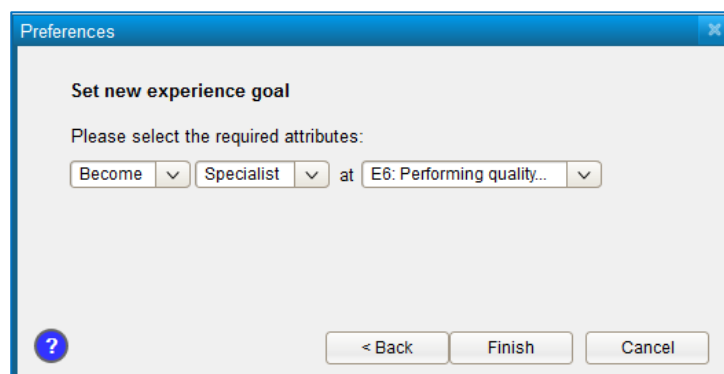 Preferences
Set new experience goal
Please select the required attributes:
Become Specialist at E6: Performing quality...
? < Back Finish Cancel